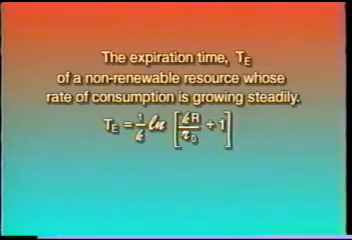 The expiration time, T_E
of a non-renewable resource whose
rate of consumption is growing steadily.
T_E = 1/k ln [kR/r_0 + 1]